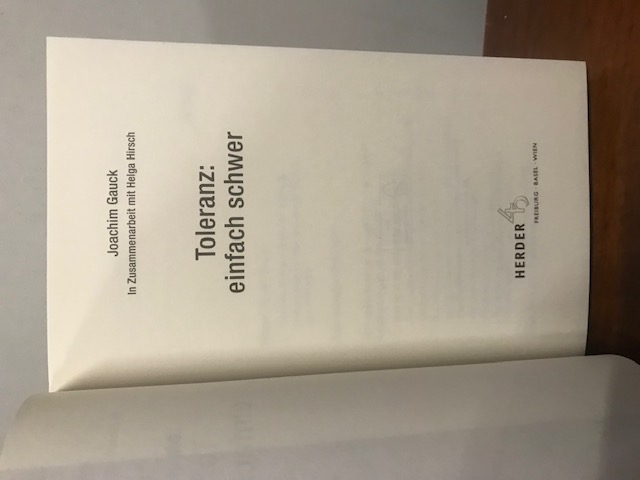 Joachim Gauck
In Zusammenarbeit mit Helga Hirsch
Toleranz:
einfach schwer
HERDER
FREIBURG · BASEL · WIEN